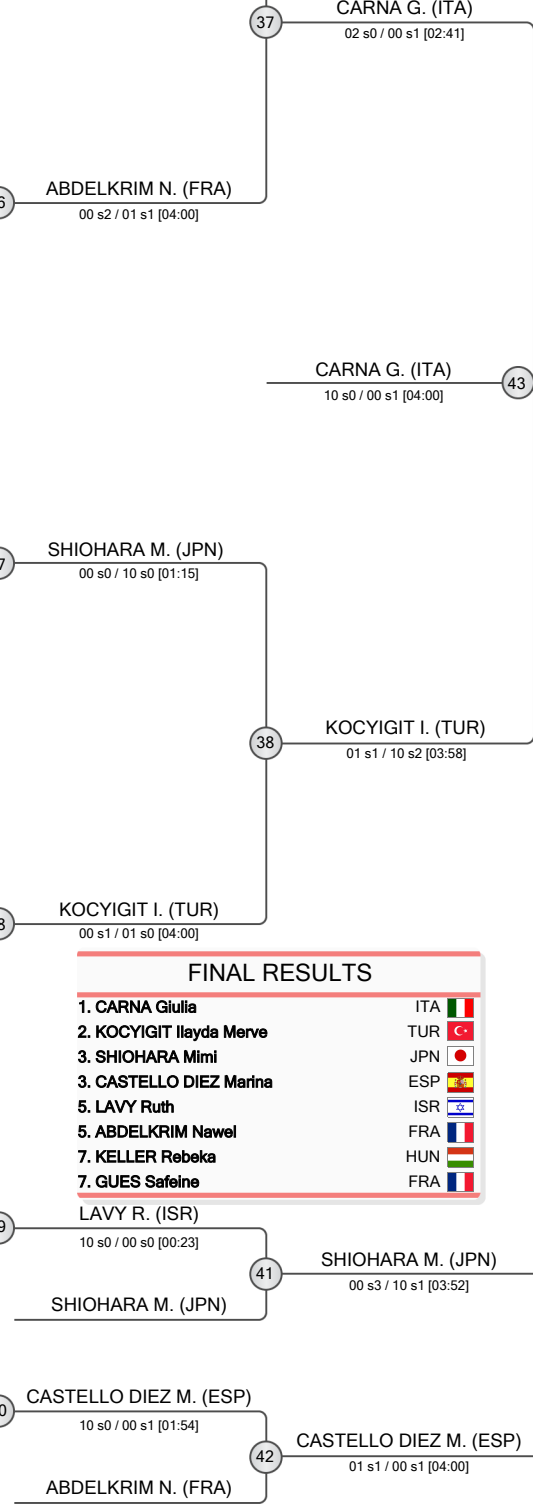 CARNA G. (ITA)
37
02 s0 / 00 s1 [02:41]
ABDELKRIM N. (FRA)
6
00 s2 / 01 s1 [04:00]
CARNA G. (ITA)
43
10 s0 / 00 s1 [04:00]
SHIOHARA M. (JPN)
7
00 s0 / 10 s0 [01:15]
KOCYIGIT I. (TUR)
38
01 s1 / 10 s2 [03:58]
KOCYIGIT I. (TUR)
8
00 s1 / 01 s0 [04:00]
FINAL RESULTS
1. CARNA Giulia ITA
2. KOCYIGIT Ilayda Merve TUR
3. SHIOHARA Mimi JPN
3. CASTELLO DIEZ Marina ESP
5. LAVY Ruth ISR
5. ABDELKRIM Nawel FRA
7. KELLER Rebeka HUN
7. GUES Safeine FRA
LAVY R. (ISR)
9
10 s0 / 00 s0 [00:23]
SHIOHARA M. (JPN)
41
00 s3 / 10 s1 [03:52]
SHIOHARA M. (JPN)
CASTELLO DIEZ M. (ESP)
0
10 s0 / 00 s1 [01:54]
CASTELLO DIEZ M. (ESP)
42
01 s1 / 00 s1 [04:00]
ABDELKRIM N. (FRA)